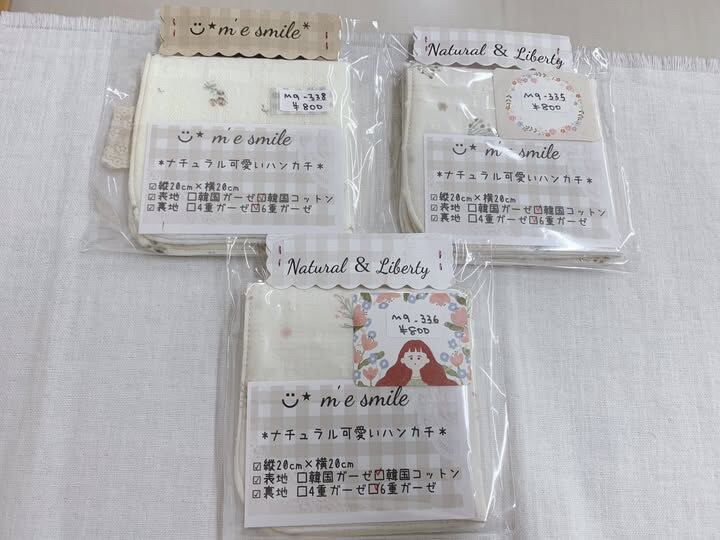 m'e smile*
M9-338
¥800
m'e smile
*ナチュラル可愛いハンカチ*
☑縦20cm×横20cm
☑表地 □韓国ガーゼ☑韓国コットン
☑裏地 □4重ガーゼ☑6重ガーゼ
Natural & Liberty
M9-335
¥800
m'e smile
*ナチュラル可愛いハンカチ*
☑縦20cm×横20cm
☑表地 □韓国ガーゼ☑韓国コットン
☑裏地 □4重ガーゼ☑6重ガーゼ
Natural & Liberty
M9-336
¥800
m'e smile
*ナチュラル可愛いハンカチ*
☑縦20cm×横20cm
☑表地 □韓国ガーゼ☑韓国コットン
☑裏地 □4重ガーゼ☑6重ガーゼ